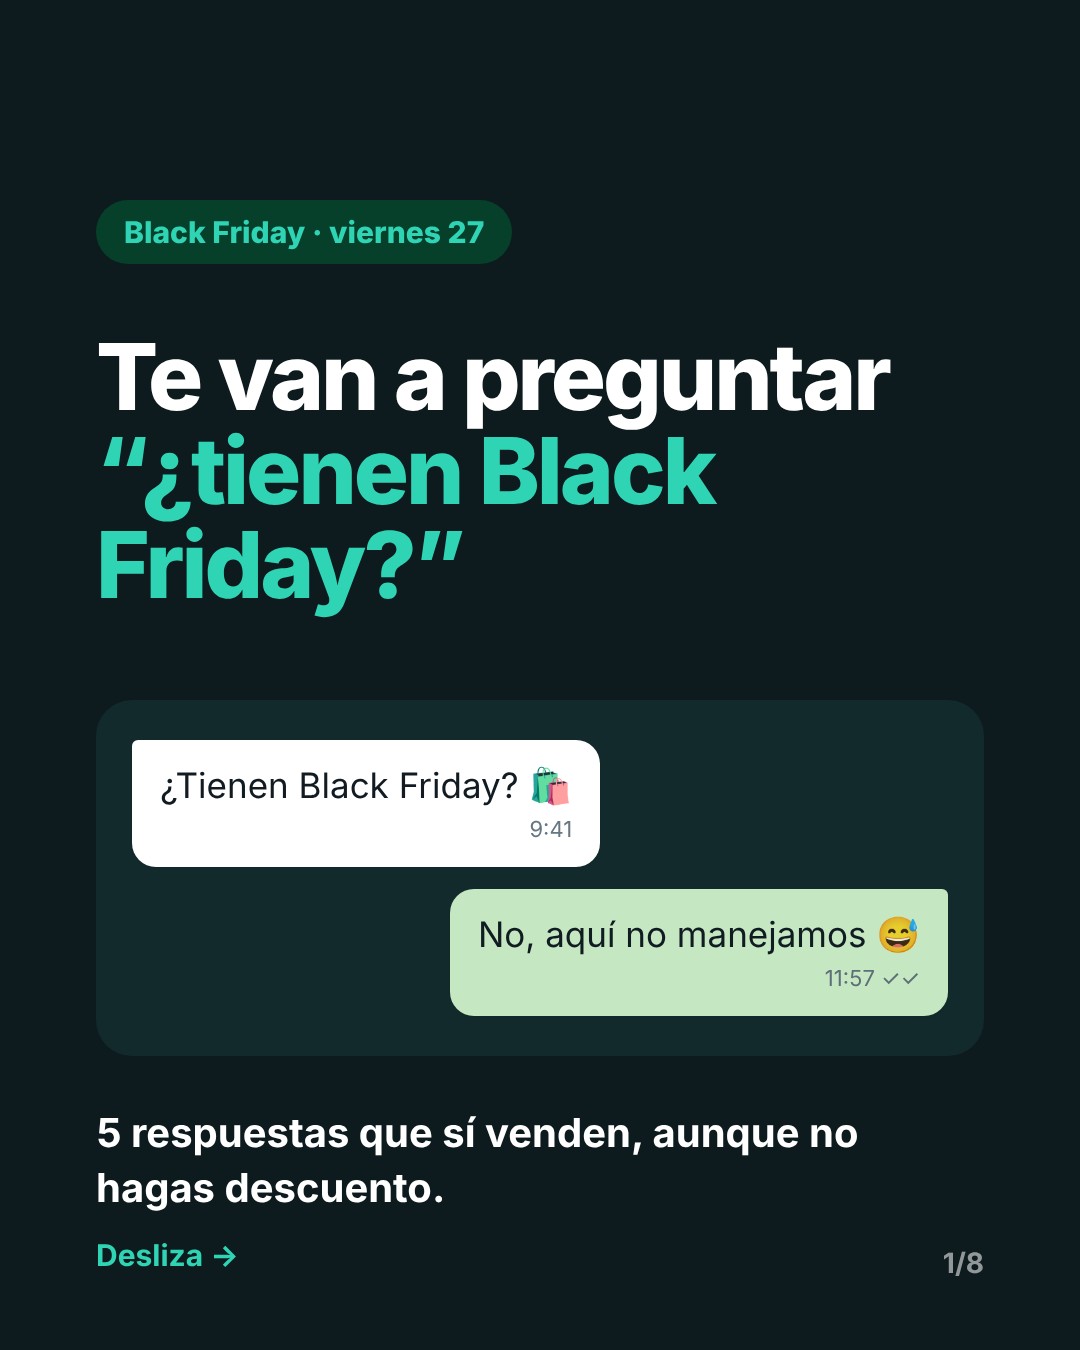 Black Friday · viernes 27
Te van a preguntar
“¿tienen Black
Friday?”
¿Tienen Black Friday? 🛍️
9:41
No, aquí no manejamos 😅
11:57 ✓✓
5 respuestas que sí venden, aunque no
hagas descuento.
Desliza →
1/8